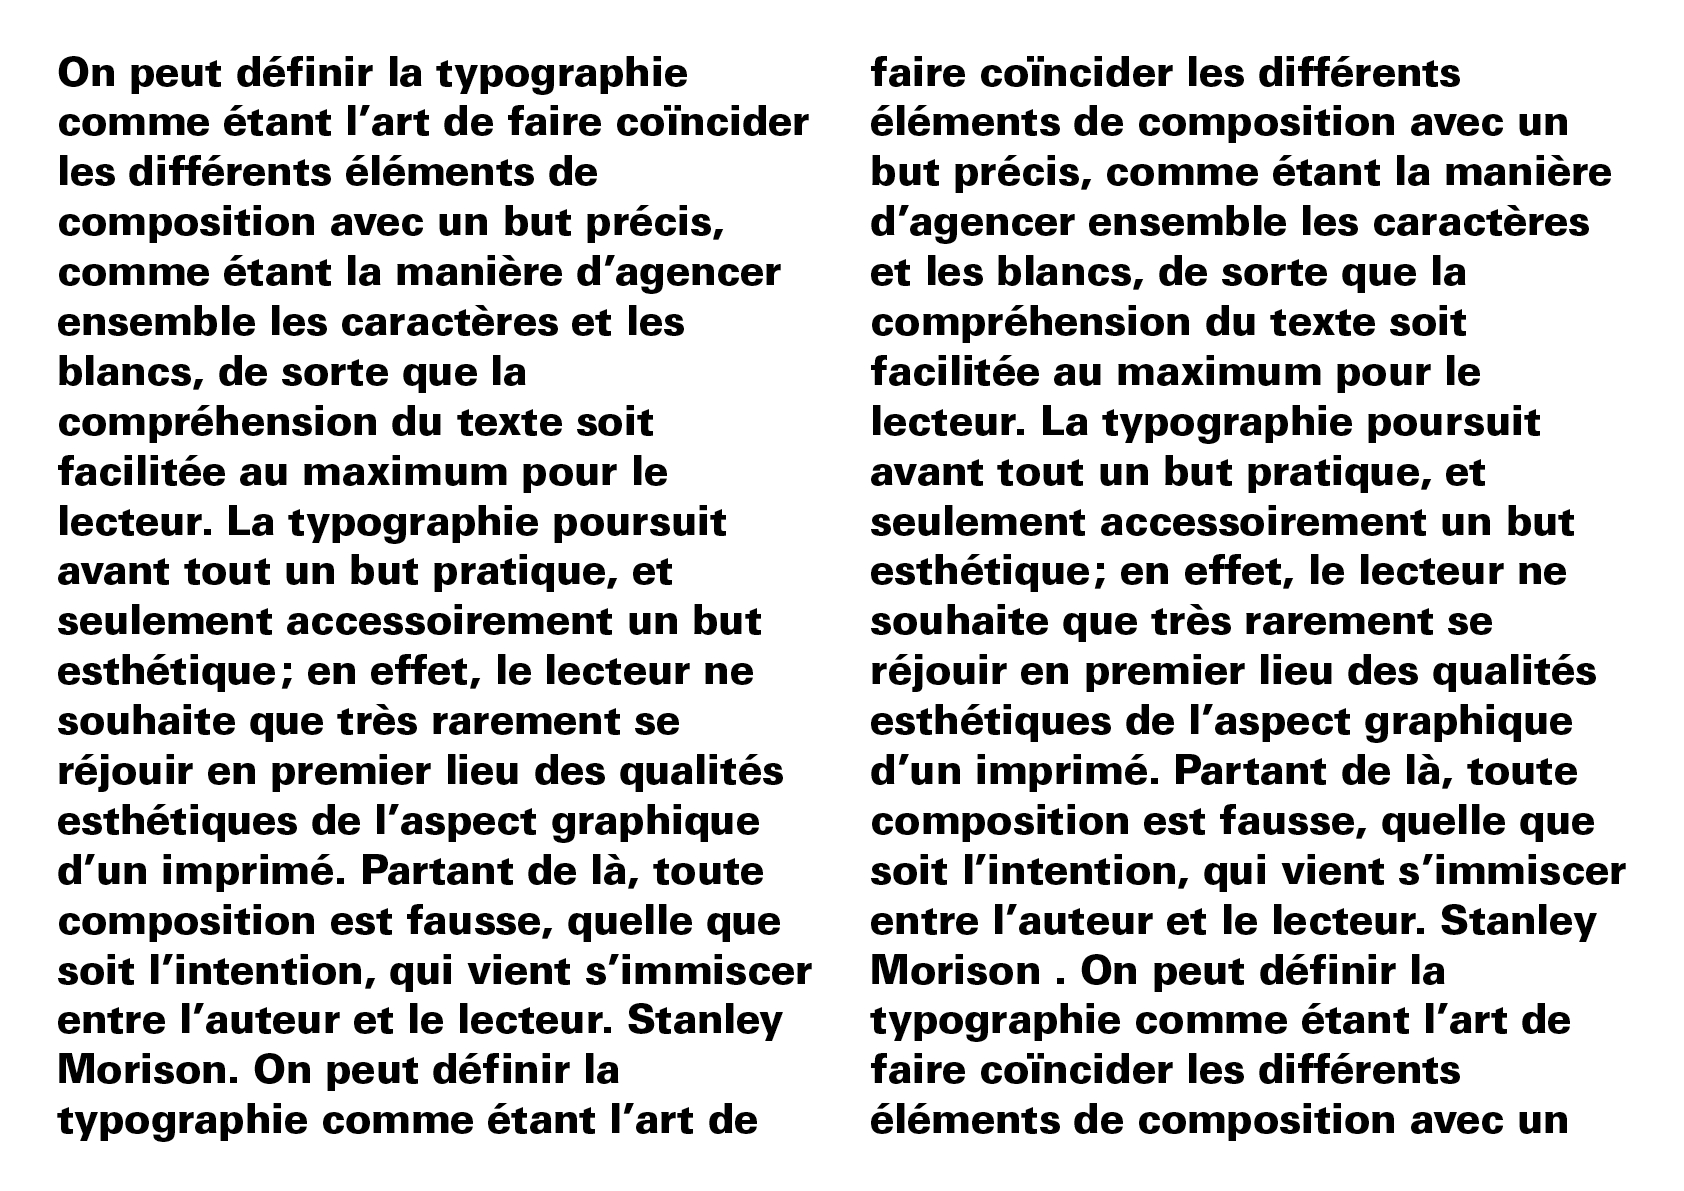 On peut définir la typographie
comme étant l’art de faire coïncider
les différents éléments de
composition avec un but précis,
comme étant la manière d’agencer
ensemble les caractères et les
blancs, de sorte que la
compréhension du texte soit
facilitée au maximum pour le
lecteur. La typographie poursuit
avant tout un but pratique, et
seulement accessoirement un but
esthétique ; en effet, le lecteur ne
souhaite que très rarement se
réjouir en premier lieu des qualités
esthétiques de l’aspect graphique
d’un imprimé. Partant de là, toute
composition est fausse, quelle que
soit l’intention, qui vient s’immiscer
entre l’auteur et le lecteur. Stanley
Morison. On peut définir la
typographie comme étant l’art de
faire coïncider les différents
éléments de composition avec un
but précis, comme étant la manière
d’agencer ensemble les caractères
et les blancs, de sorte que la
compréhension du texte soit
facilitée au maximum pour le
lecteur. La typographie poursuit
avant tout un but pratique, et
seulement accessoirement un but
esthétique ; en effet, le lecteur ne
souhaite que très rarement se
réjouir en premier lieu des qualités
esthétiques de l’aspect graphique
d’un imprimé. Partant de là, toute
composition est fausse, quelle que
soit l’intention, qui vient s’immiscer
entre l’auteur et le lecteur. Stanley
Morison . On peut définir la
typographie comme étant l’art de
faire coïncider les différents
éléments de composition avec un